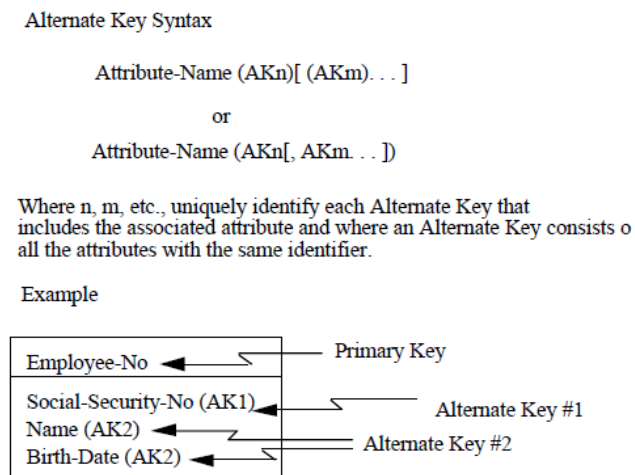 Alternate Key Syntax
Attribute-Name (AKn)[ (AKm). . . ]
or
Attribute-Name (AKn[, AKm. . . ])
Where n, m, etc., uniquely identify each Alternate Key that
includes the associated attribute and where an Alternate Key consists o
all the attributes with the same identifier.
Example
Employee-No
Primary Key
Social-Security-No (AK1)
Alternate Key #1
Name (AK2)
Alternate Key #2
Birth-Date (AK2)